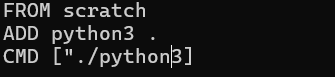 FROM scratch
ADD python3 .
CMD ["./python3]